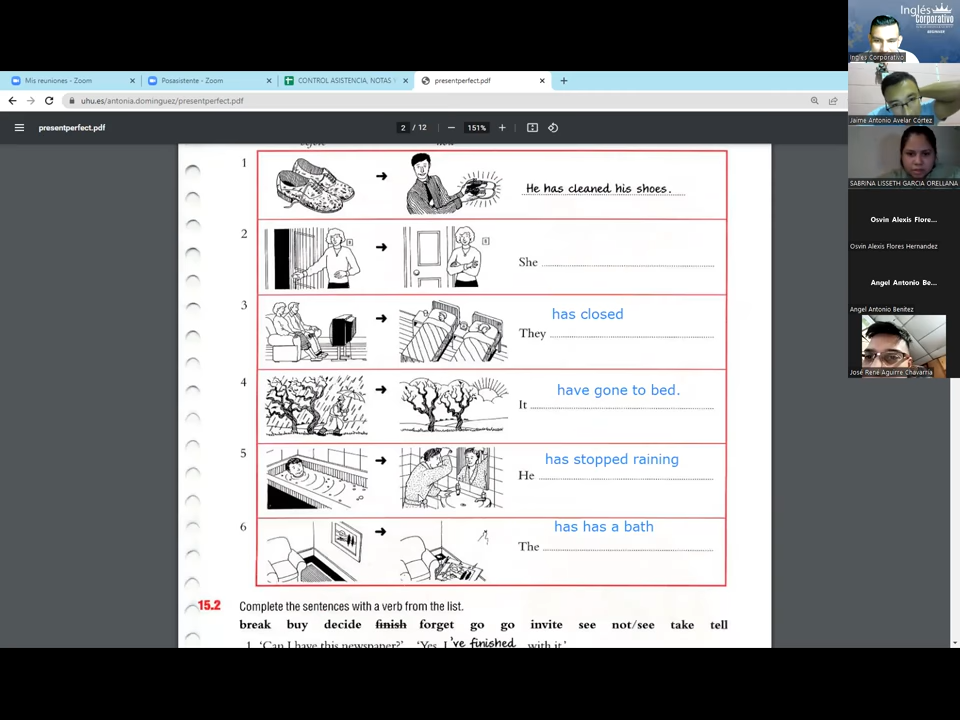 Inglés
Corporativo
BEGINNER
Mis reuniones - Zoom
Posasistente - Zoom
CONTROL ASISTENCIA, NOTAS
presentperfect.pdf
uhu.es/antonia.dominguez/presentperfect.pdf
presentperfect.pdf
2 / 12
151%
Inglés Corporativo
Jaime Antonio Avelar Cortez
SABRINA LISSETH GARCIA ORELLANA
Osvin Alexis Flore...
Osvin Alexis Flores Hernandez
Angel Antonio Be...
Angel Antonio Benitez
José René Aguirre Chavarria
1
He has cleaned his shoes.
2
She
3
has closed
They
4
have gone to bed.
It
5
has stopped raining
He
6
has has a bath
The
15.2 Complete the sentences with a verb from the list.
break buy decide finish forget go go invite see not/see take tell
1 'Can I have this newspaper?' 'Yes, I 've finished with it.'